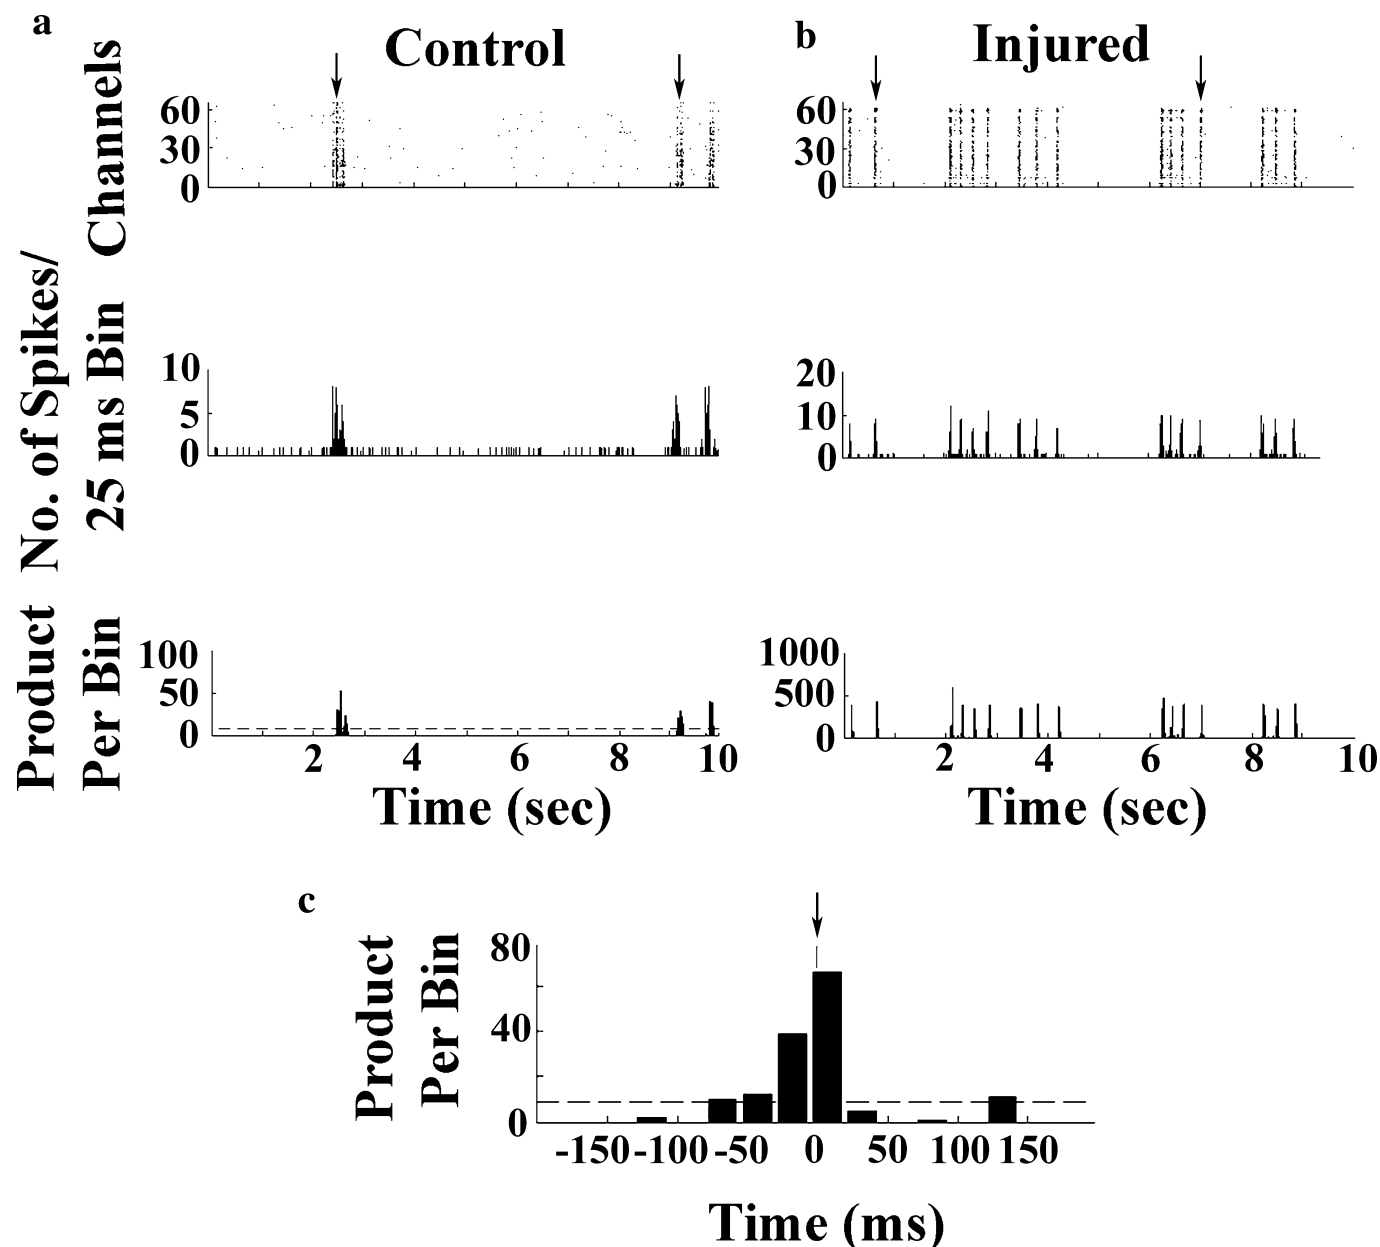 a
Control
Channels
60
30
0
b
Injured
60
30
0
No. of Spikes/
25 ms Bin
10
5
0
20
10
0
Product
Per Bin
100
50
0
2 4 6 8 10
Time (sec)
1000
500
0
2 4 6 8 10
Time (sec)
c
Product
Per Bin
80
40
0
-150 -100 -50 0 50 100 150
Time (ms)